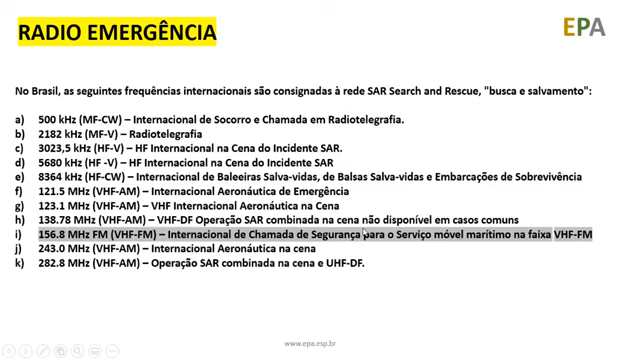 RADIO EMERGÊNCIA
EPA
No Brasil, as seguintes frequências internacionais são consignadas à rede SAR Search and Rescue, "busca e salvamento":
a) 500 kHz (MF-CW) – Internacional de Socorro e Chamada em Radiotelegrafia.
b) 2182 kHz (MF-V) – Radiotelegrafia
c) 3023,5 kHz (HF-V) – HF Internacional na Cena do Incidente SAR.
d) 5680 kHz (HF -V) – HF Internacional na Cena do Incidente SAR
e) 8364 kHz (HF-CW) – Internacional de Baleeiras Salva-vidas, de Balsas Salva-vidas e Embarcações de Sobrevivência
f) 121.5 MHz (VHF-AM) – Internacional Aeronáutica de Emergência
g) 123.1 MHz (VHF-AM) – VHF Internacional Aeronáutica na Cena
h) 138.78 MHz (VHF-AM) – VHF-DF Operação SAR combinada na cena não disponível em casos comuns
i) 156.8 MHz FM (VHF-FM) – Internacional de Chamada de Segurança para o Serviço móvel marítimo na faixa VHF-FM
j) 243.0 MHz (VHF-AM) – Internacional Aeronáutica na cena
k) 282.8 MHz (VHF-AM) – Operação SAR combinada na cena e UHF-DF.
www.epa.esp.br